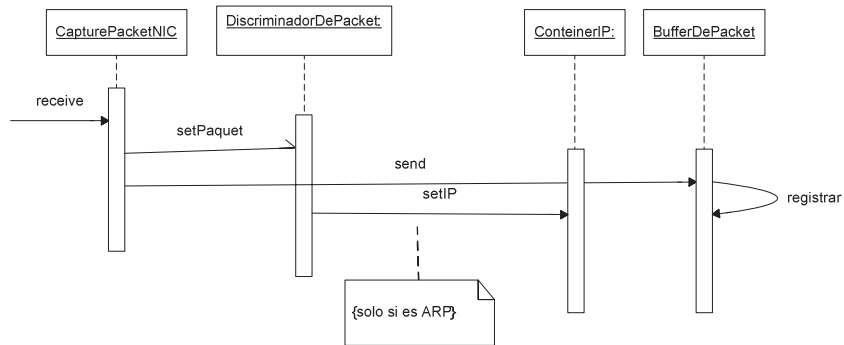 CapturePacketNIC
DiscriminadorDePacket:
ConteinerIP:
BufferDePacket
receive
setPaquet
send
setIP
registrar
{solo si es ARP}